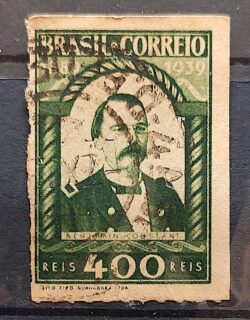 BRASIL·CORREIO
1939
BENJAMIN CONSTANT
REIS 400 REIS